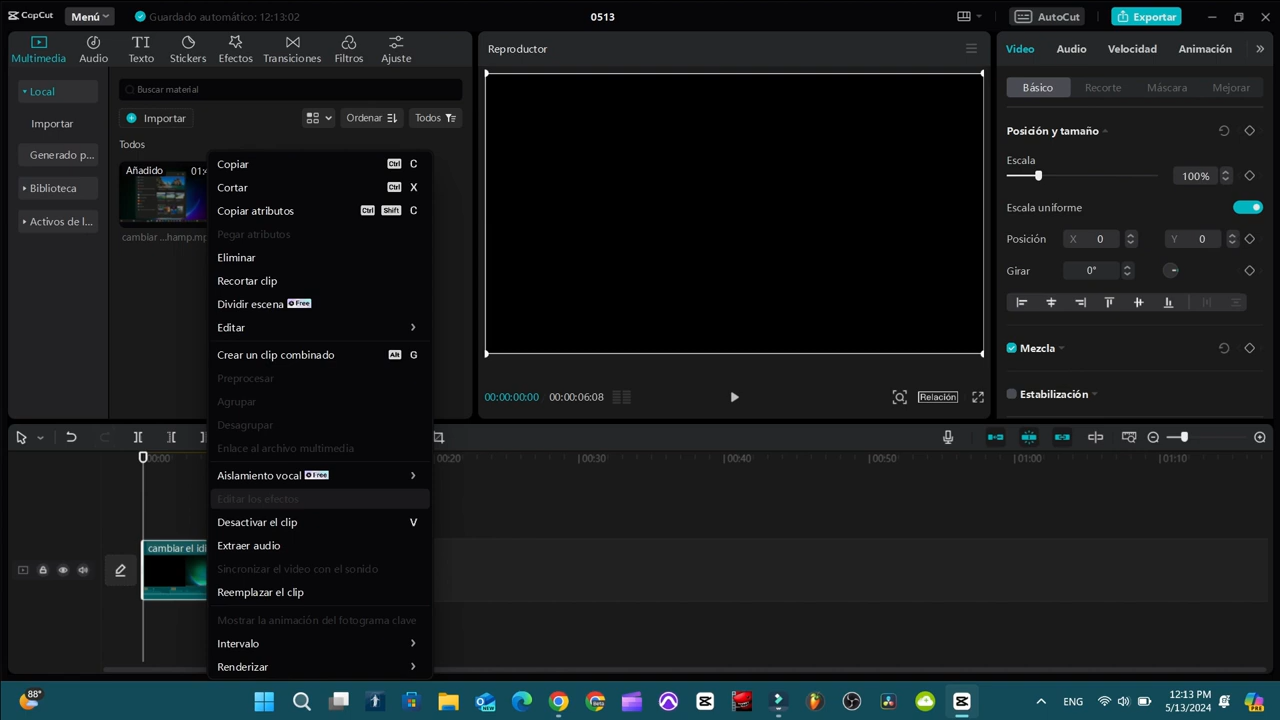 CapCut
Menú
Guardado automático: 12:13:02
0513
AutoCut
Exportar
Multimedia
Audio
Texto
Stickers
Efectos
Transiciones
Filtros
Ajuste
Local
Importar
Generado p...
Biblioteca
Activos de l...
Buscar material
Importar
Ordenar
Todos
Todos
Añadido
cambiar ...hamp.mp
Copiar Ctrl C
Cortar Ctrl X
Copiar atributos Ctrl Shift C
Pegar atributos
Eliminar
Recortar clip
Dividir escena Free
Editar
Crear un clip combinado Alt G
Preprocesar
Agrupar
Desagrupar
Enlace al archivo multimedia
Aislamiento vocal Free
Editar los efectos
Desactivar el clip V
Extraer audio
Sincronizar el video con el sonido
Reemplazar el clip
Mostrar la animación del fotograma clave
Intervalo
Renderizar
Reproductor
00:00:00:00 00:00:06:08
Relación
Video
Audio
Velocidad
Animación
Básico
Recorte
Máscara
Mejorar
Posición y tamaño
Escala
100%
Escala uniforme
Posición X 0 Y 0
Girar 0°
Mezcla
Estabilización
00:00
00:20
00:30
00:40
00:50
01:00
01:10
cambiar el idi
88°
NEW
Beta
ENG
12:13 PM
5/13/2024
PRE